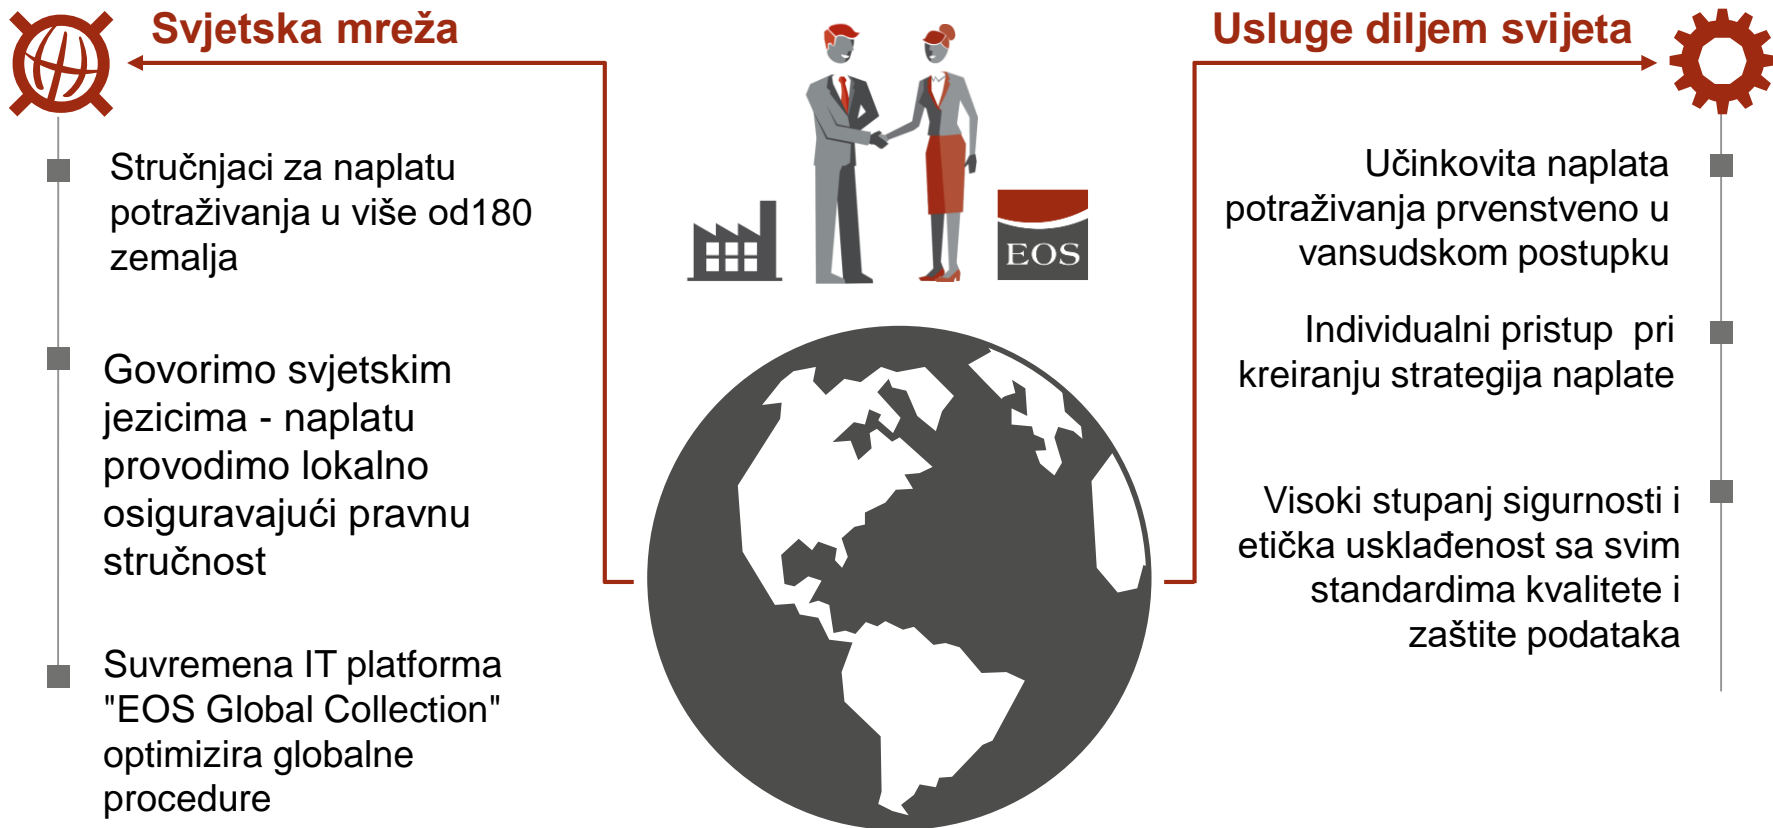 Svjetska mreža
Stručnjaci za naplatu
potraživanja u više od180
zemalja
Govorimo svjetskim
jezicima - naplatu
provodimo lokalno
osiguravajući pravnu
stručnost
Suvremena IT platforma
"EOS Global Collection"
optimizira globalne
procedure
EOS
Usluge diljem svijeta
Učinkovita naplata
potraživanja prvenstveno u
vansudskom postupku
Individualni pristup  pri
kreiranju strategija naplate
Visoki stupanj sigurnosti i
etička usklađenost sa svim
standardima kvalitete i
zaštite podataka